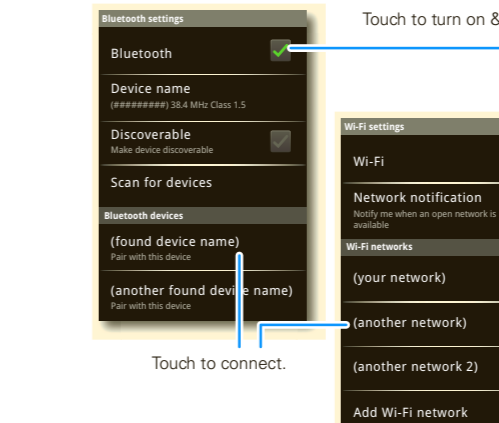 Touch to turn on &
Bluetooth settings
Bluetooth
Device name
(#########) 38.4 MHz Class 1.5
Discoverable
Make device discoverable
Scan for devices
Bluetooth devices
(found device name)
Pair with this device
(another found device name)
Pair with this device
Touch to connect.
Wi-Fi settings
Wi-Fi
Network notification
Notify me when an open network is
available
Wi-Fi networks
(your network)
(another network)
(another network 2)
Add Wi-Fi network